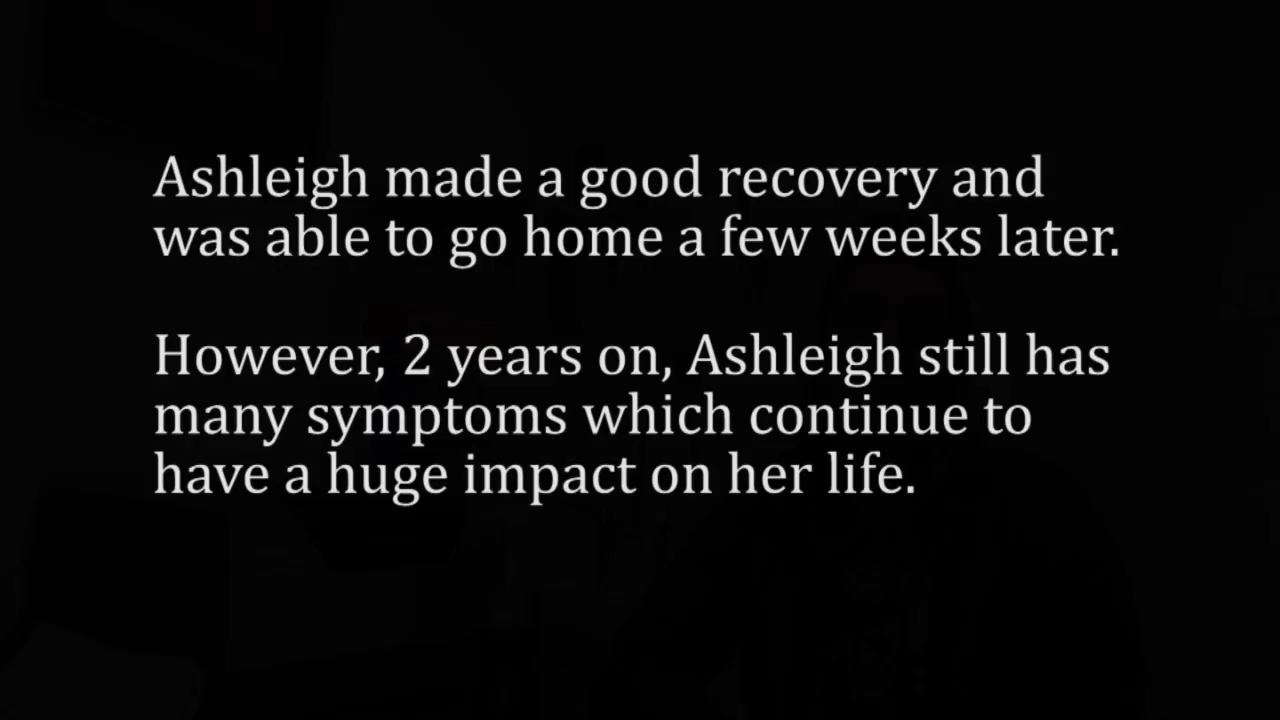 Ashleigh made a good recovery and
was able to go home a few weeks later.
However, 2 years on, Ashleigh still has
many symptoms which continue to
have a huge impact on her life.